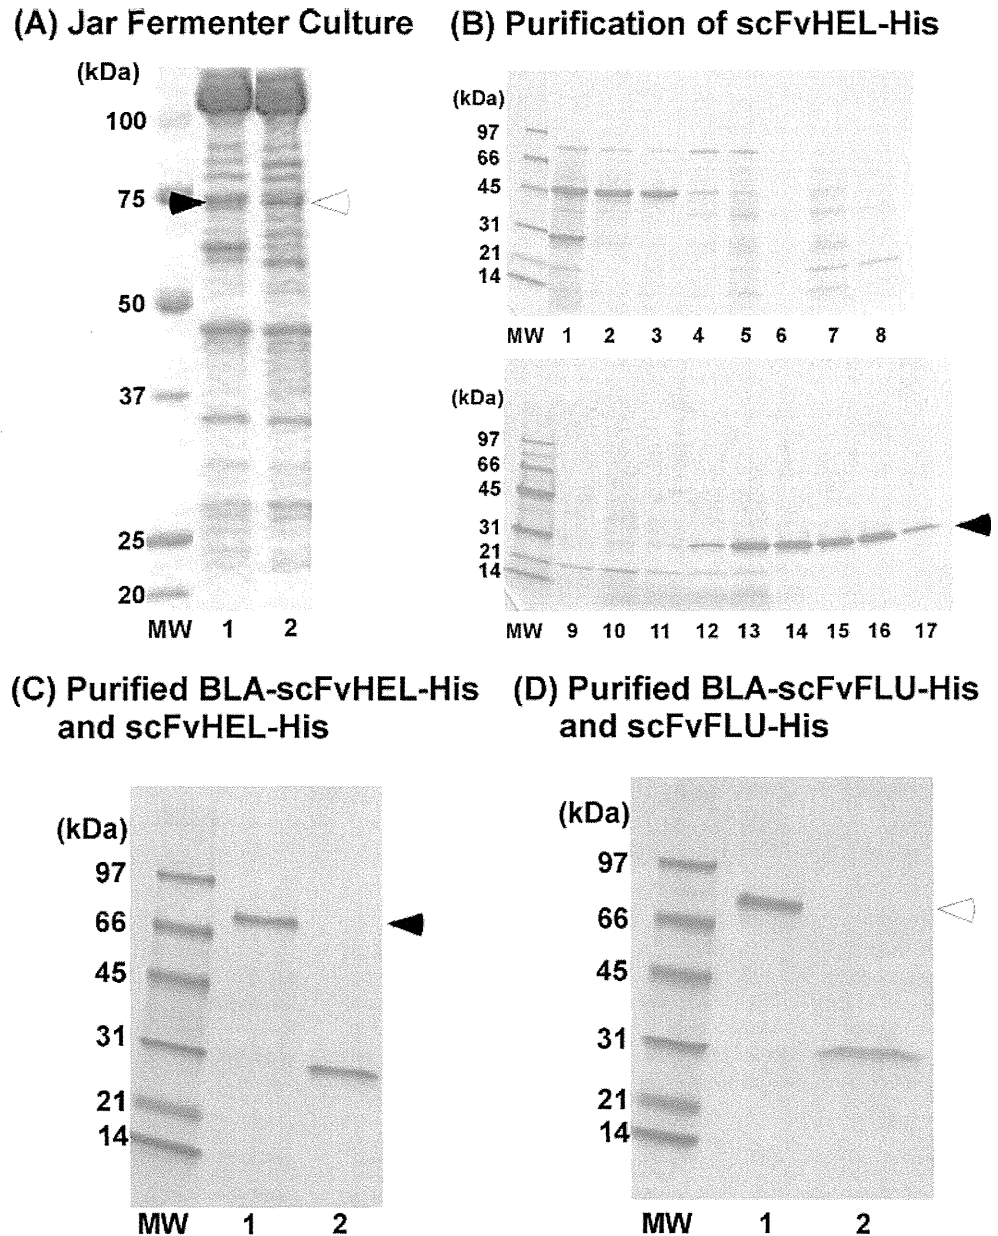 (A) Jar Fermenter Culture
(kDa)
100
75
50
37
25
20
MW 1 2
(B) Purification of scFvHEL-His
(kDa)
97
66
45
31
21
14
MW 1 2 3 4 5 6 7 8
(kDa)
97
66
45
31
21
14
MW 9 10 11 12 13 14 15 16 17
(C) Purified BLA-scFvHEL-His
and scFvHEL-His
(kDa)
97
66
45
31
21
14
MW 1 2
(D) Purified BLA-scFvFLU-His
and scFvFLU-His
(kDa)
97
66
45
31
21
14
MW 1 2